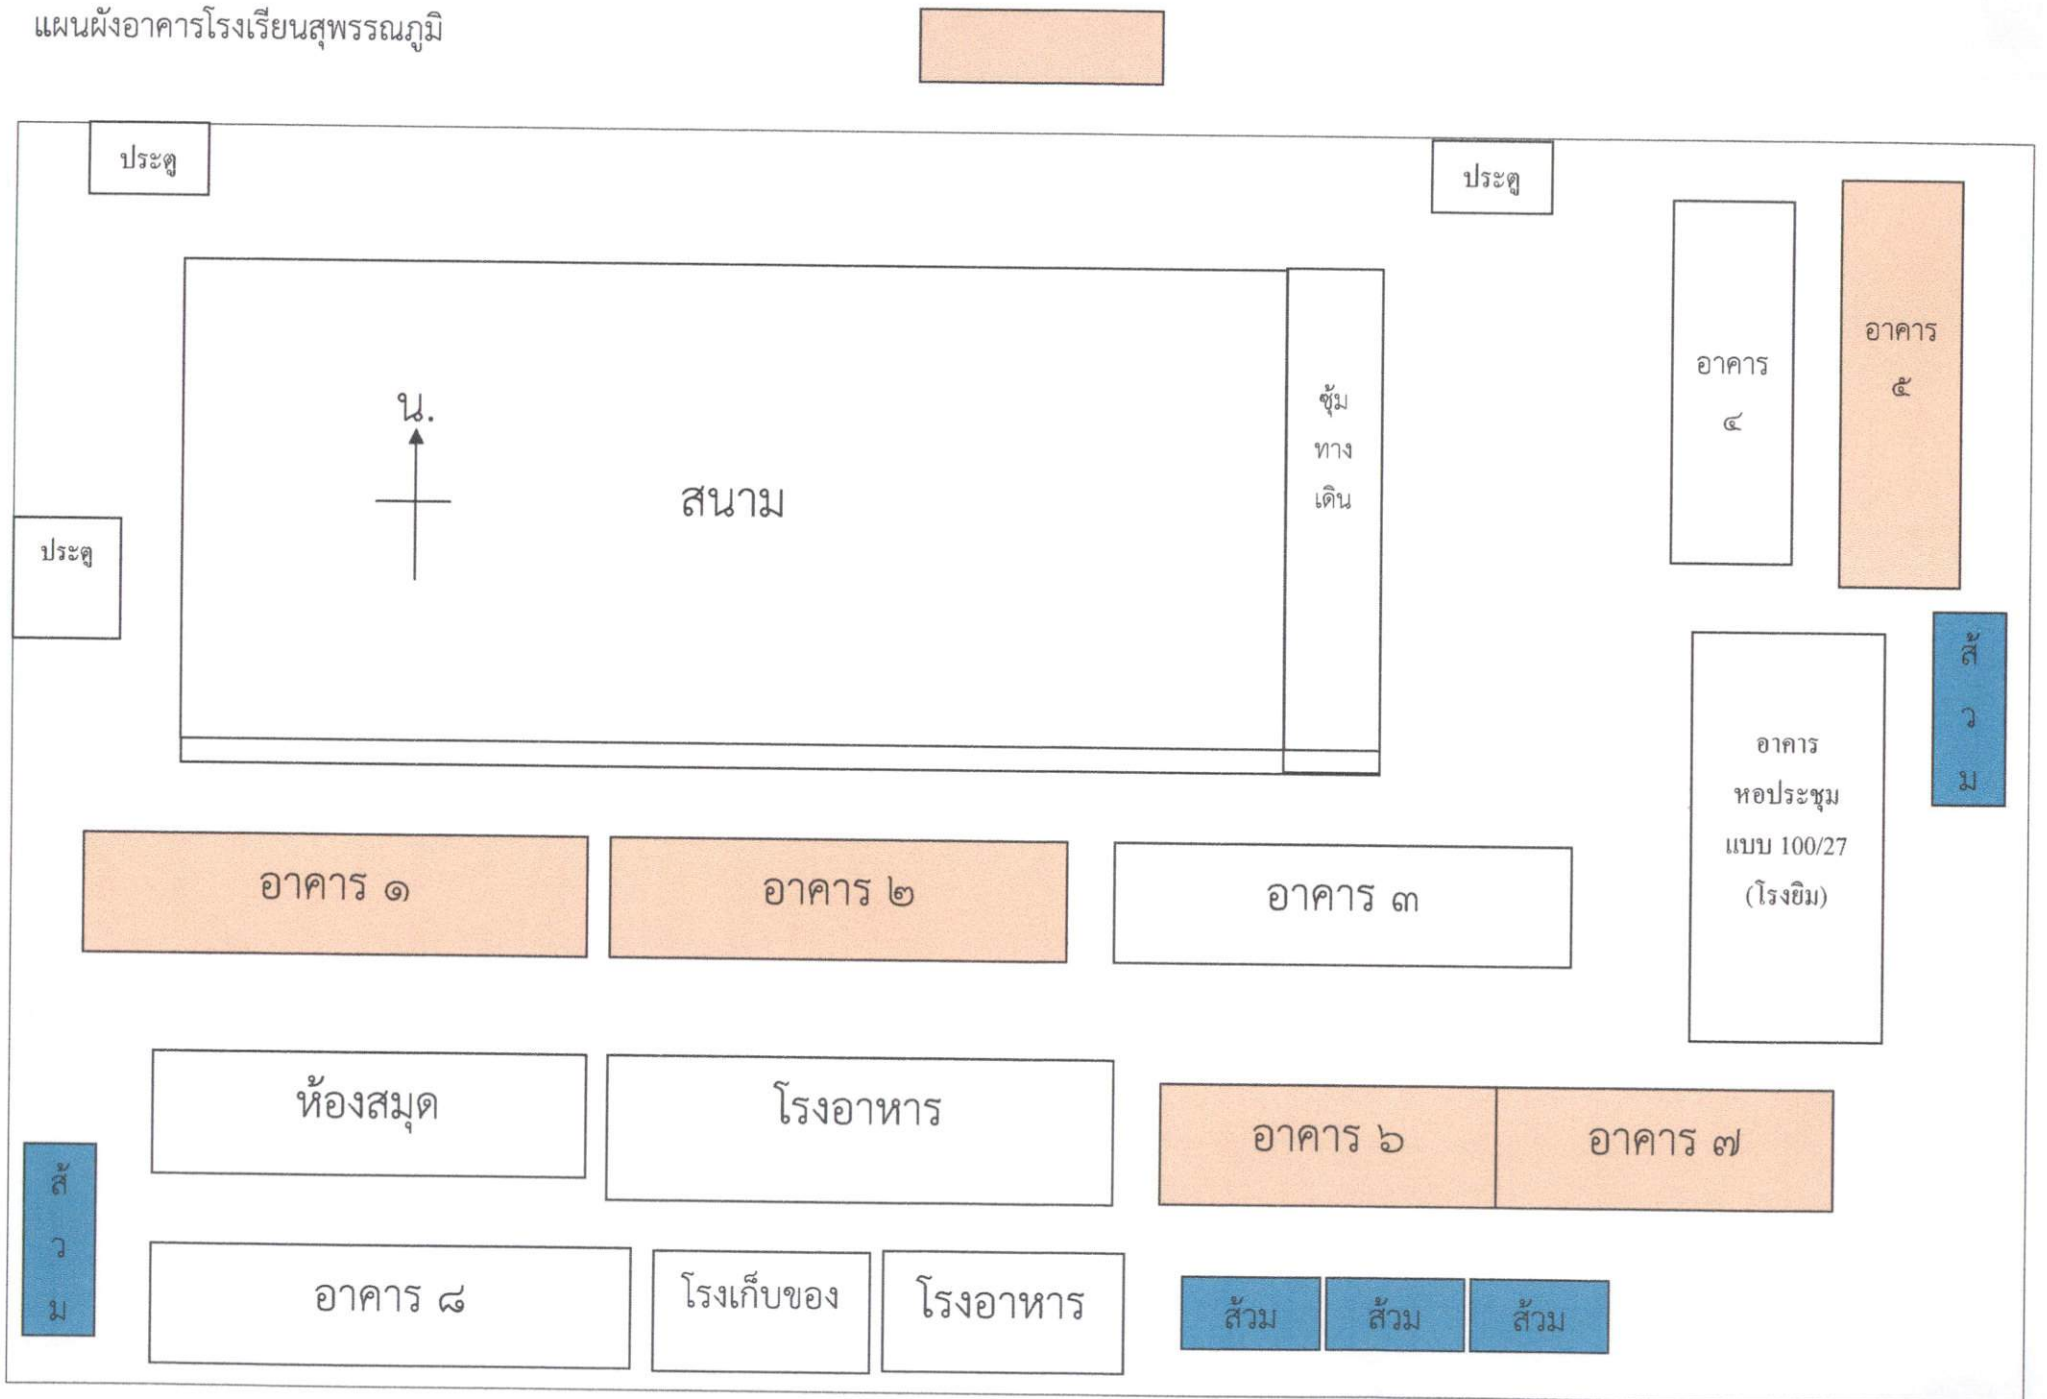 แผนผังอาคารโรงเรียนสุพรรณภูมิ
ประตู
ประตู
อาคาร
๔
อาคาร
๕
น.
สนาม
ซุ้ม
ทาง
เดิน
ประตู
ส้
ว
ม
อาคาร
หอประชุม
แบบ 100/27
(โรงยิม)
อาคาร ๑
อาคาร ๒
อาคาร ๓
ห้องสมุด
โรงอาหาร
อาคาร ๖
อาคาร ๗
ส้
ว
ม
อาคาร ๘
โรงเก็บของ
โรงอาหาร
ส้วม
ส้วม
ส้วม